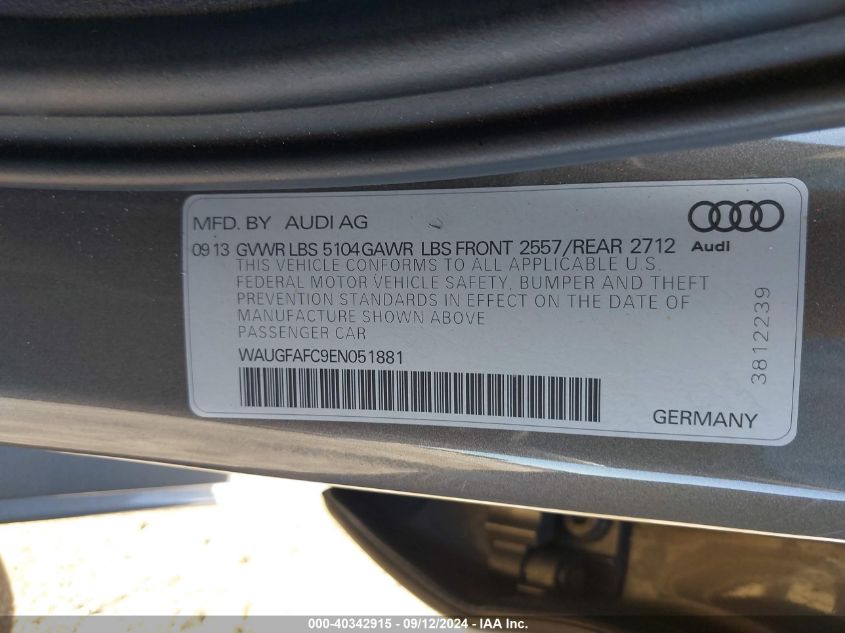 MFD. BY AUDI AG
Audi
09 13 GVWR LBS 5104 GAWR LBS FRONT 2557/REAR 2712
THIS VEHICLE CONFORMS TO ALL APPLICABLE U.S.
FEDERAL MOTOR VEHICLE SAFETY, BUMPER AND THEFT
PREVENTION STANDARDS IN EFFECT ON THE DATE OF
MANUFACTURE SHOWN ABOVE
PASSENGER CAR
WAUGFAFC9EN051881
3812239
GERMANY
000-40342915 - 09/12/2024 - IAA Inc.